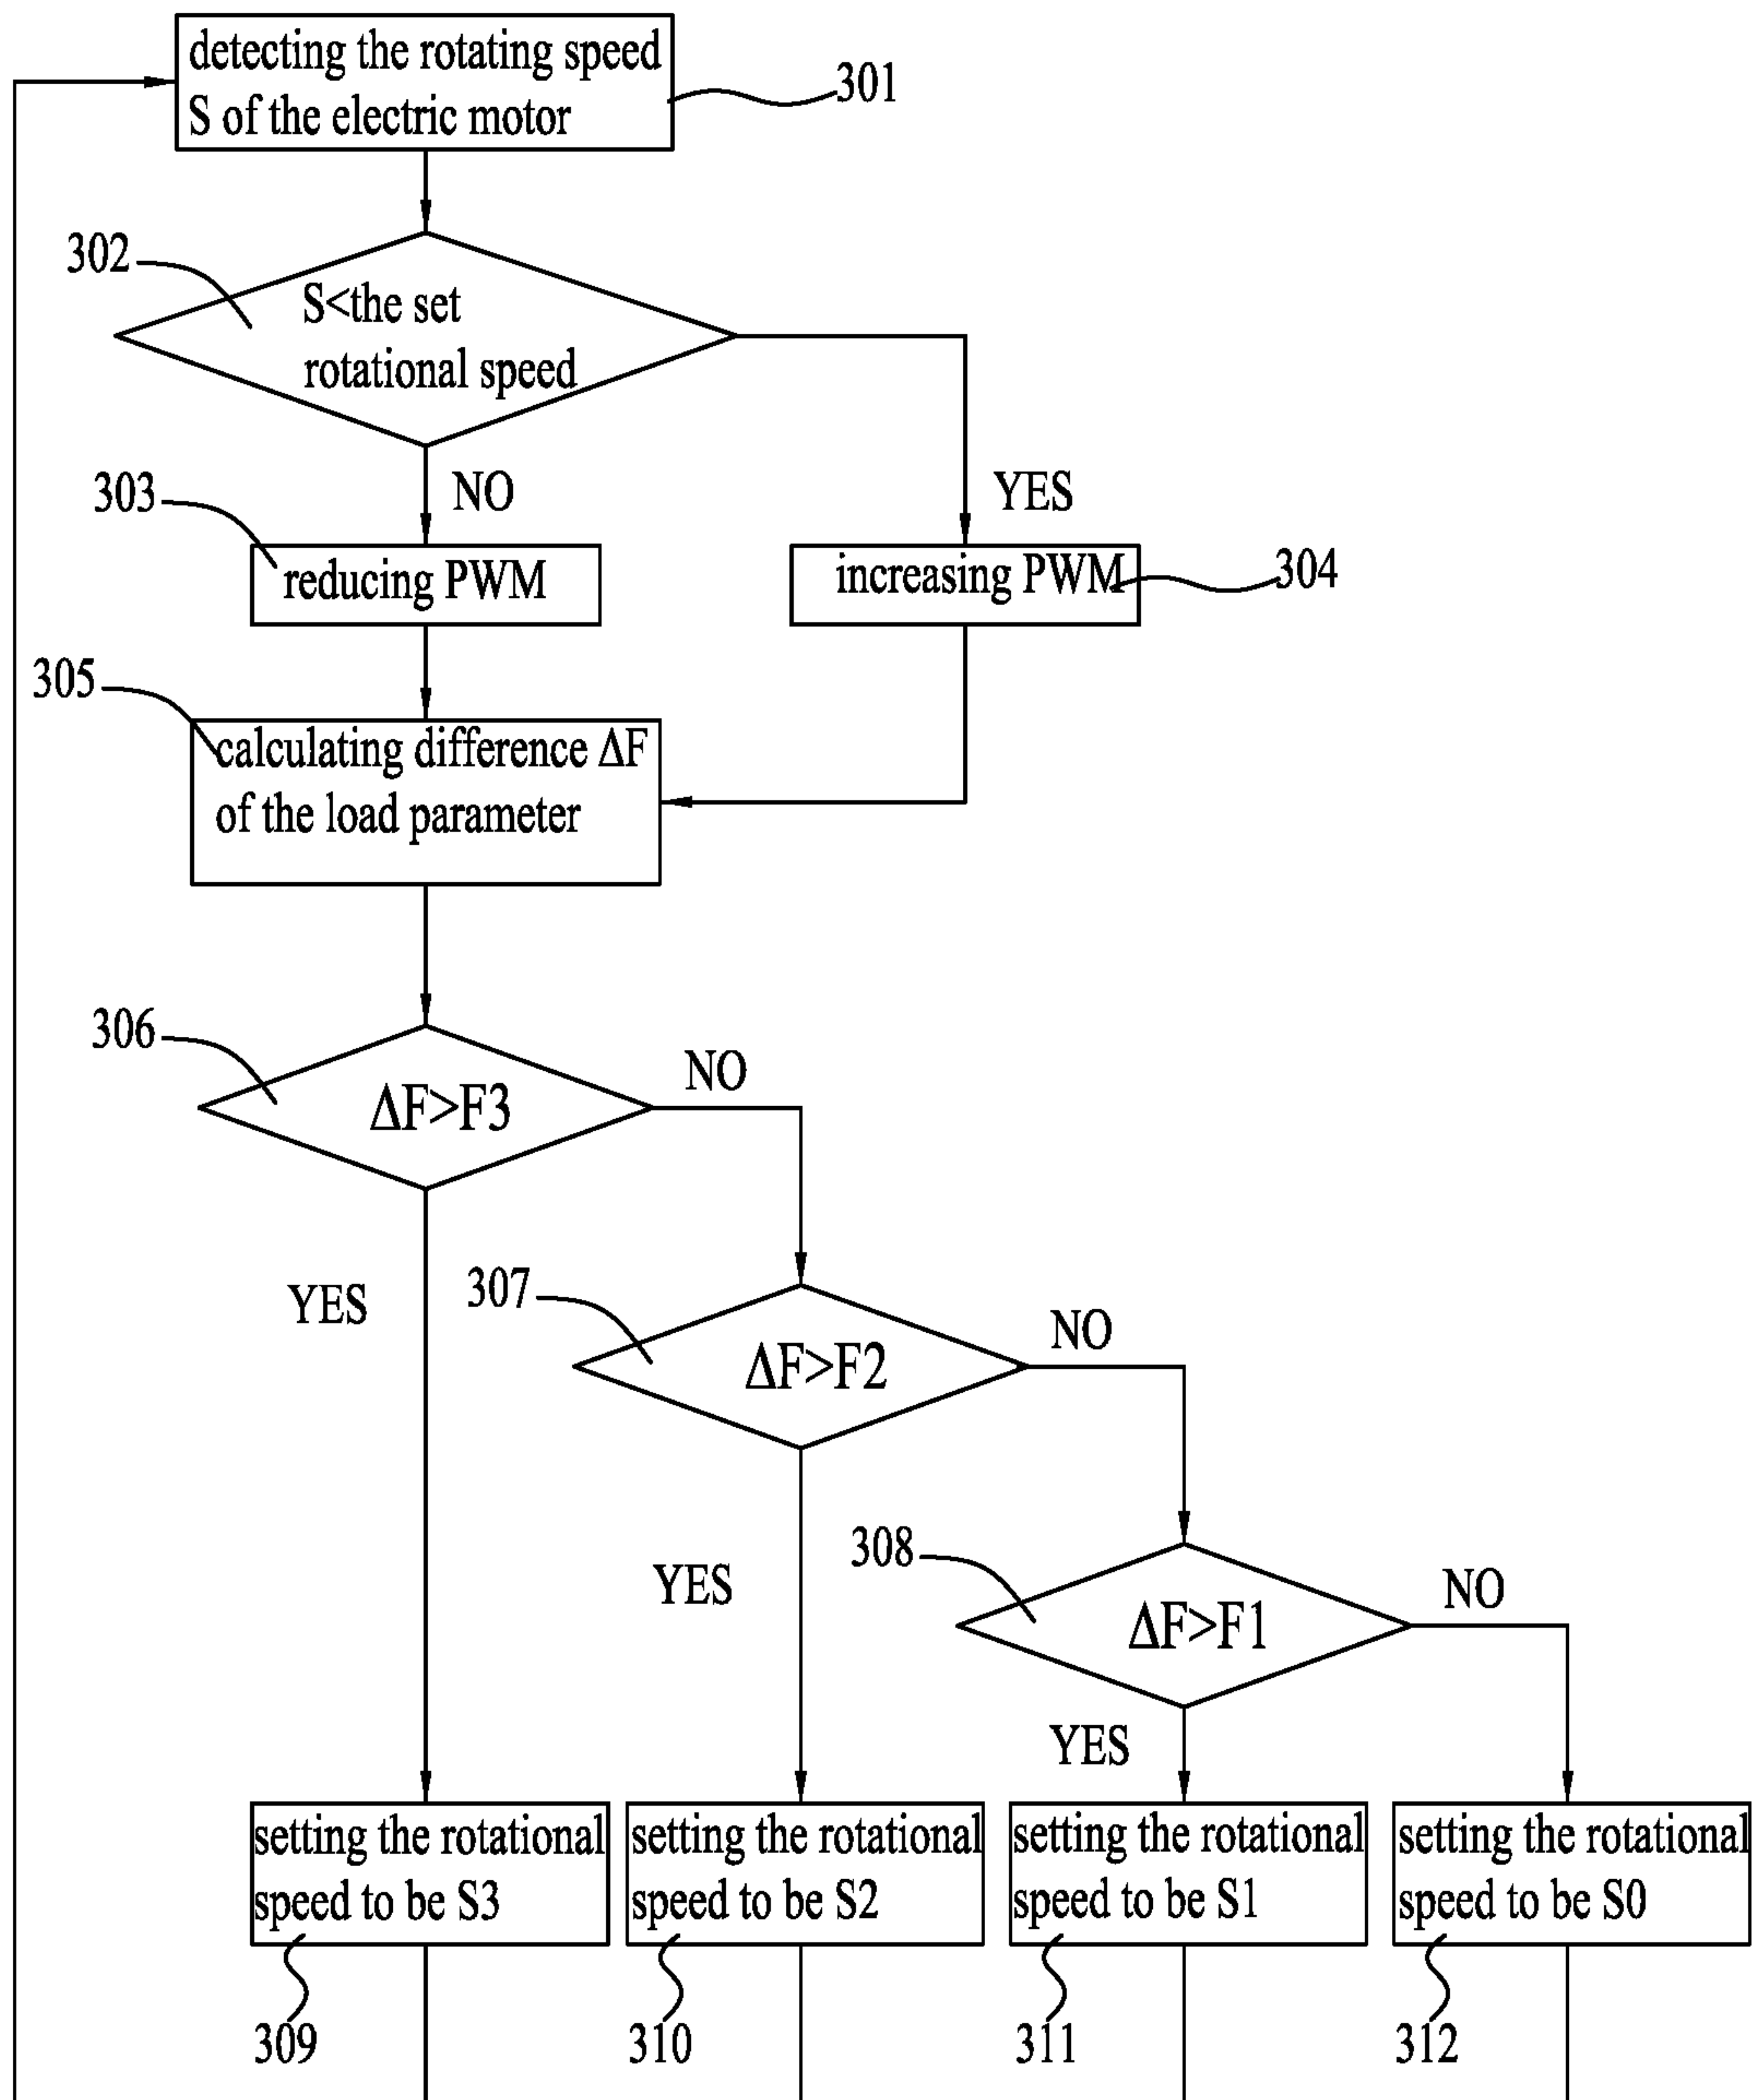 detecting the rotating speed
S of the electric motor
301
302
S<the set
rotational speed
303
NO
YES
reducing PWM
increasing PWM
304
305
calculating difference ΔF
of the load parameter
306
NO
ΔF>F3
YES
307
NO
ΔF>F2
YES
308
NO
ΔF>F1
YES
setting the rotational
speed to be S3
setting the rotational
speed to be S2
setting the rotational
speed to be S1
setting the rotational
speed to be S0
309
310
311
312